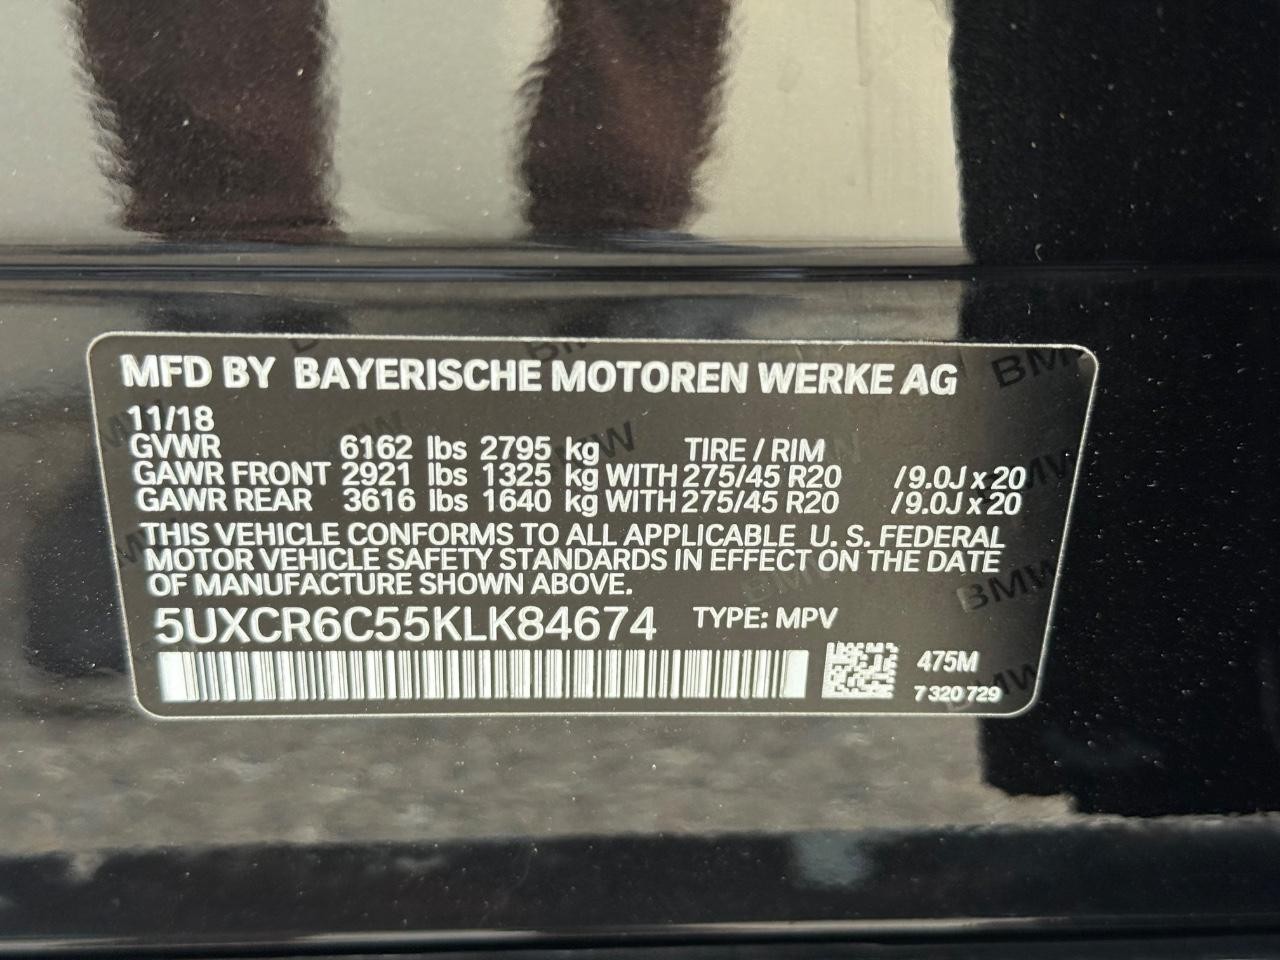 MFD BY BAYERISCHE MOTOREN WERKE AG
11/18
GVWR 6162 lbs 2795 kg TIRE / RIM
GAWR FRONT 2921 lbs 1325 kg WITH 275/45 R20 /9.0J x 20
GAWR REAR 3616 lbs 1640 kg WITH 275/45 R20 /9.0J x 20
THIS VEHICLE CONFORMS TO ALL APPLICABLE U. S. FEDERAL
MOTOR VEHICLE SAFETY STANDARDS IN EFFECT ON THE DATE
OF MANUFACTURE SHOWN ABOVE.
5UXCR6C55KLK84674 TYPE: MPV
475M
7 320 729
BMW
BMW